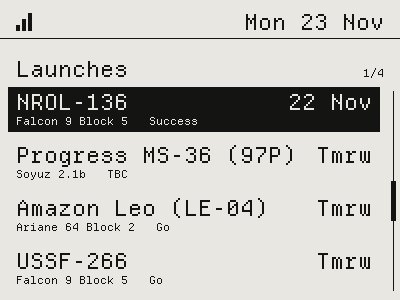 Mon 23 Nov
Launches 1/4
NROL-136 22 Nov
Falcon 9 Block 5 Success
Progress MS-36 (97P) Tmrw
Soyuz 2.1b TBC
Amazon Leo (LE-04) Tmrw
Ariane 64 Block 2 Go
USSF-266 Tmrw
Falcon 9 Block 5 Go